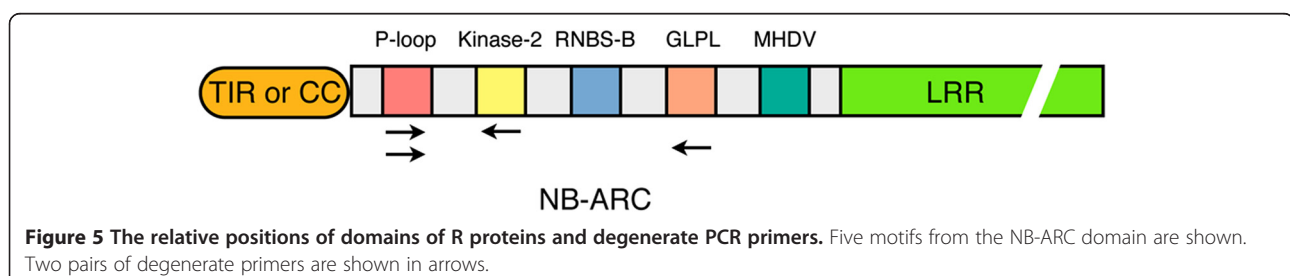 P-loop Kinase-2 RNBS-B GLPL MHDV
TIR or CC LRR
NB-ARC
Figure 5 The relative positions of domains of R proteins and degenerate PCR primers. Five motifs from the NB-ARC domain are shown.
Two pairs of degenerate primers are shown in arrows.